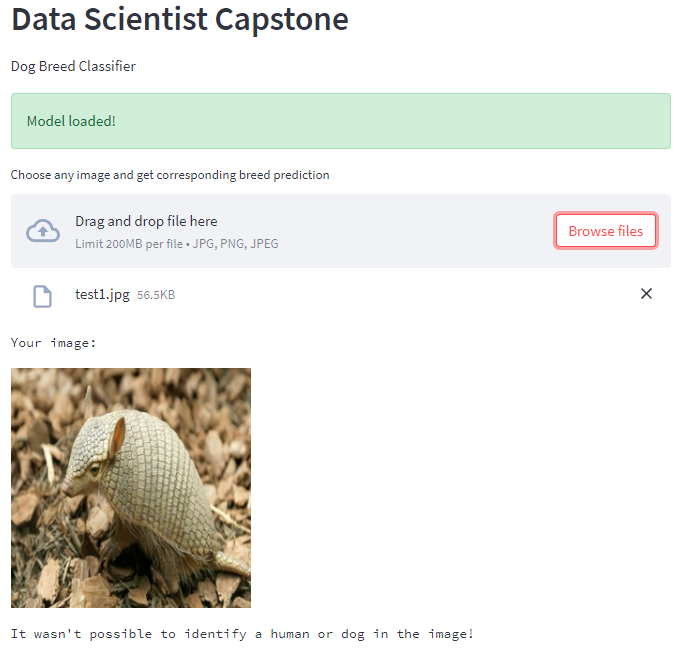 Data Scientist Capstone
Dog Breed Classifier
Model loaded!
Choose any image and get corresponding breed prediction
Drag and drop file here
Limit 200MB per file • JPG, PNG, JPEG
Browse files
test1.jpg 56.5KB
Your image:
It wasn't possible to identify a human or dog in the image!